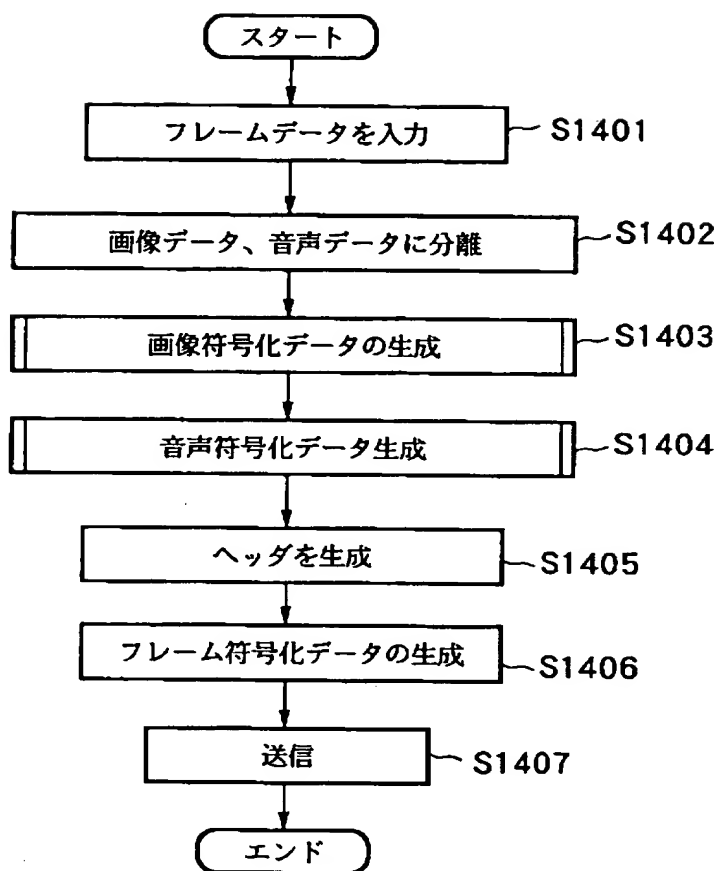 スタート
フレームデータを入力 S1401
画像データ、音声データに分離 S1402
画像符号化データの生成 S1403
音声符号化データ生成 S1404
ヘッダを生成 S1405
フレーム符号化データの生成 S1406
送信 S1407
エンド